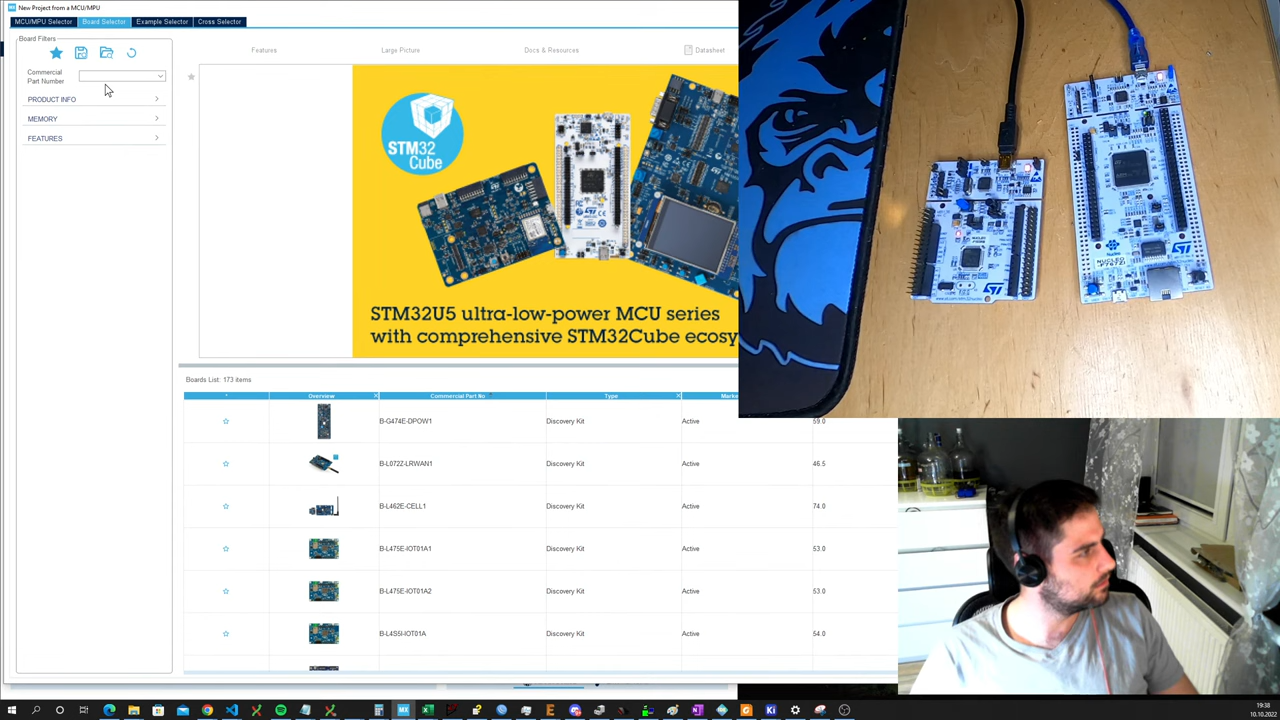 New Project from a MCU/MPU
MCU/MPU Selector Board Selector Example Selector Cross Selector
Board Filters
Commercial
Part Number
PRODUCT INFO
MEMORY
FEATURES
Features Large Picture Docs & Resources Datasheet
STM32
Cube
STM32U5 ultra-low-power MCU series
with comprehensive STM32Cube ecosy
Boards List: 173 items
* Overview Commercial Part No Type Marke
B-G474E-DPOW1 Discovery Kit Active 59.0
B-L072Z-LRWAN1 Discovery Kit Active 46.5
B-L462E-CELL1 Discovery Kit Active 74.0
B-L475E-IOT01A1 Discovery Kit Active 53.0
B-L475E-IOT01A2 Discovery Kit Active 53.0
B-L4S5I-IOT01A Discovery Kit Active 54.0
NUCLEO
19:38
10.10.2022